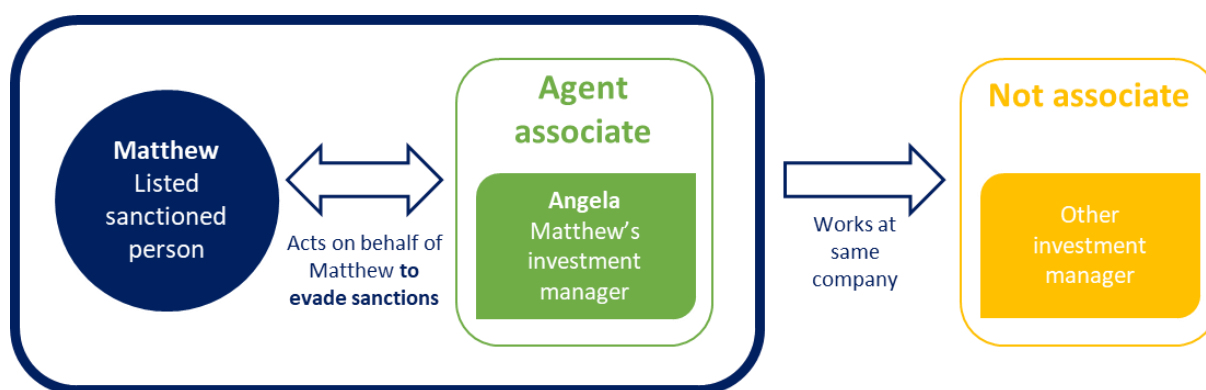 Matthew
Listed
sanctioned
person
Acts on behalf of
Matthew to
evade sanctions
Agent
associate
Angela
Matthew's
investment
manager
Works at
same
company
Not associate
Other
investment
manager